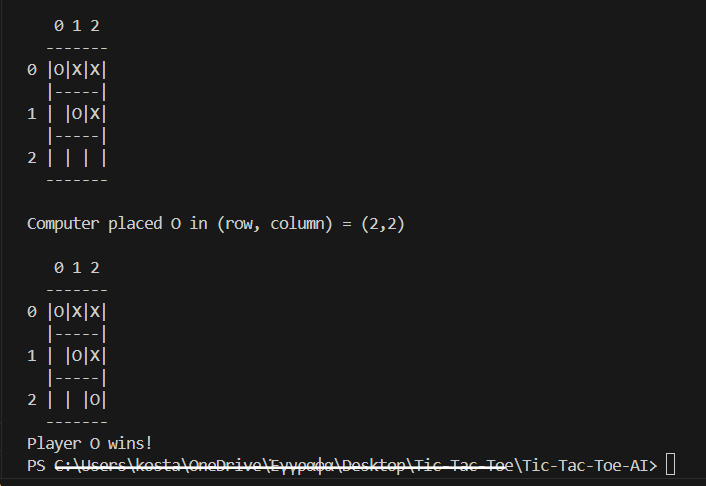 0 1 2
-------
0 |O|X|X|
|-----|
1 | |O|X|
|-----|
2 | | | |
-------
Computer placed O in (row, column) = (2,2)
0 1 2
-------
0 |O|X|X|
|-----|
1 | |O|X|
|-----|
2 | | |O|
-------
Player O wins!
PS C:\Users\kosta\OneDrive\Έγγραφα\Desktop\Tic-Tac-Toe\Tic-Tac-Toe-AI>